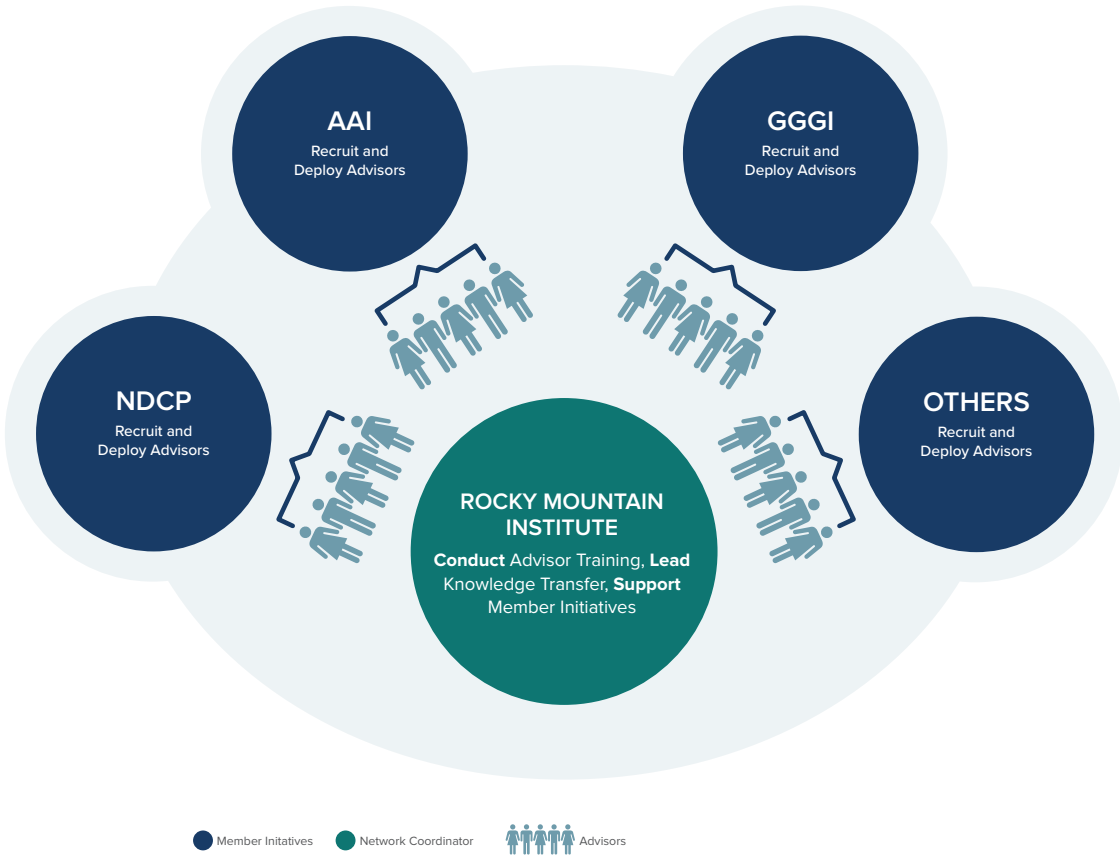 AAI
Recruit and
Deploy Advisors
GGGI
Recruit and
Deploy Advisors
NDCP
Recruit and
Deploy Advisors
OTHERS
Recruit and
Deploy Advisors
ROCKY MOUNTAIN
INSTITUTE
Conduct Advisor Training, Lead
Knowledge Transfer, Support
Member Initiatives
Member Initatives
Network Coordinator
Advisors